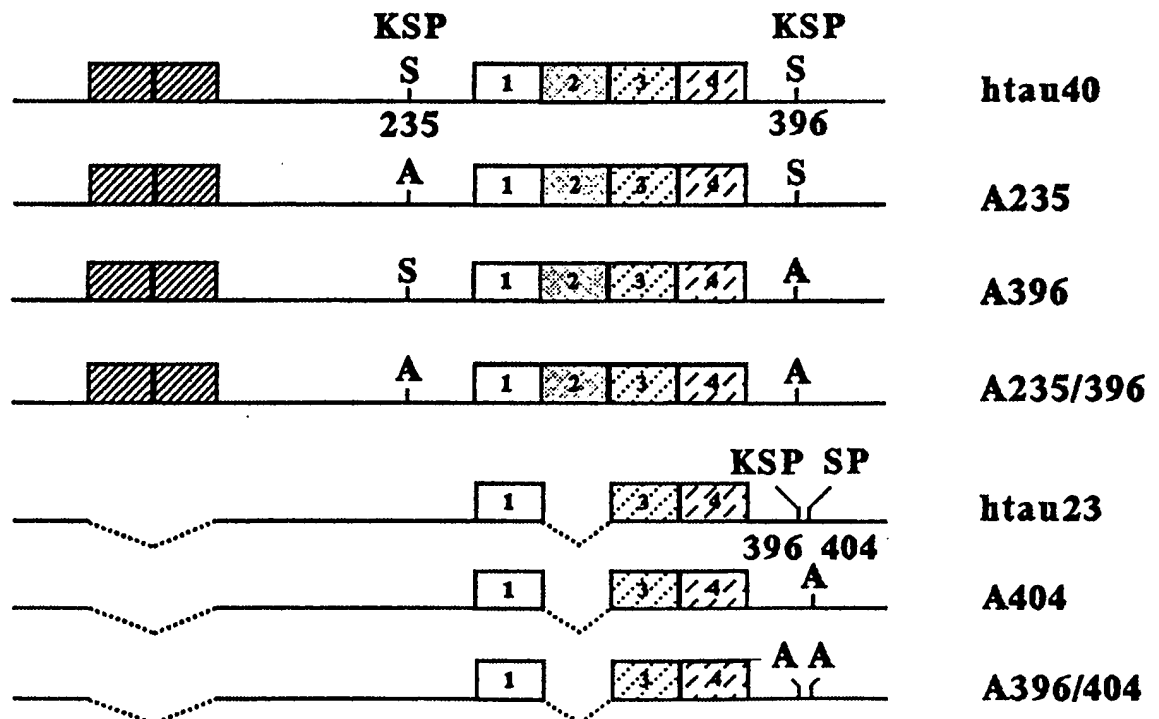 KSP KSP
S 1 2 3 4 S htau40
235 396
A 1 2 3 4 S A235
S 1 2 3 4 A A396
A 1 2 3 4 A A235/396
KSP SP
1 3 4 htau23
396 404
1 3 4 A A404
1 3 4 A A A396/404